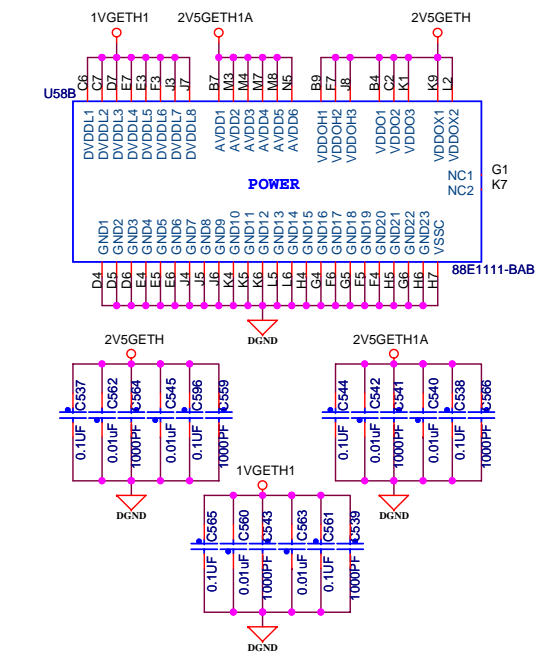 1VGETH1 2V5GETH1A 2V5GETH
C6 C7 D7 E7 E3 F3 J3 J7 B7 M3 M4 M7 M8 N5 B9 F7 J8 B4 C2 K1 K9 L2
U58B
DVDDL1 DVDDL2 DVDDL3 DVDDL4 DVDDL5 DVDDL6 DVDDL7 DVDDL8 AVDD1 AVDD2 AVDD3 AVDD4 AVDD5 AVDD6 VDDOH1 VDDOH2 VDDOH3 VDDO1 VDDO2 VDDO3 VDDOX1 VDDOX2
NC1 G1
POWER
NC2 K7
GND1 GND2 GND3 GND4 GND5 GND6 GND7 GND8 GND9 GND10 GND11 GND12 GND13 GND14 GND15 GND16 GND17 GND18 GND19 GND20 GND21 GND22 GND23 VSSC
88E1111-BAB
D4 D5 D6 E4 E5 E6 J4 J5 J6 K4 K5 K6 L5 L6 H4 G4 F6 G5 F5 F4 H5 G6 H6 H7
DGND
2V5GETH 2V5GETH1A
C537 C562 C564 C545 C596 C559 C544 C542 C541 C540 C538 C566
0.1UF 0.01uF 1000PF 0.01uF 0.1UF 1000PF 0.1UF 0.01uF 1000PF 0.01uF 0.1UF 1000PF
DGND DGND
1VGETH1
C565 C560 C543 C563 C561 C539
0.1UF 0.01uF 1000PF 0.01uF 0.1UF 1000PF
DGND